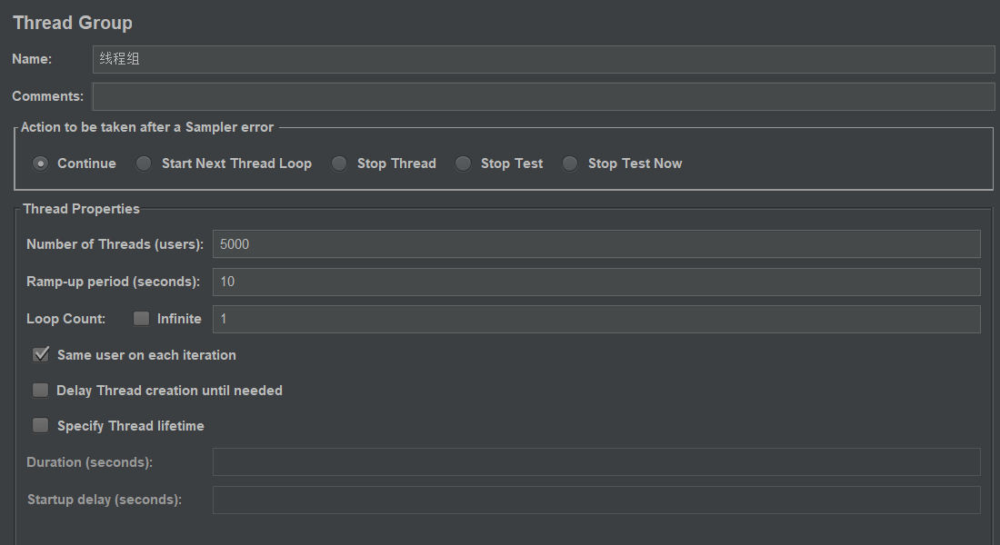 Thread Group
Name: 线程组
Comments:
Action to be taken after a Sampler error
Continue Start Next Thread Loop Stop Thread Stop Test Stop Test Now
Thread Properties
Number of Threads (users): 5000
Ramp-up period (seconds): 10
Loop Count: Infinite 1
Same user on each iteration
Delay Thread creation until needed
Specify Thread lifetime
Duration (seconds):
Startup delay (seconds):